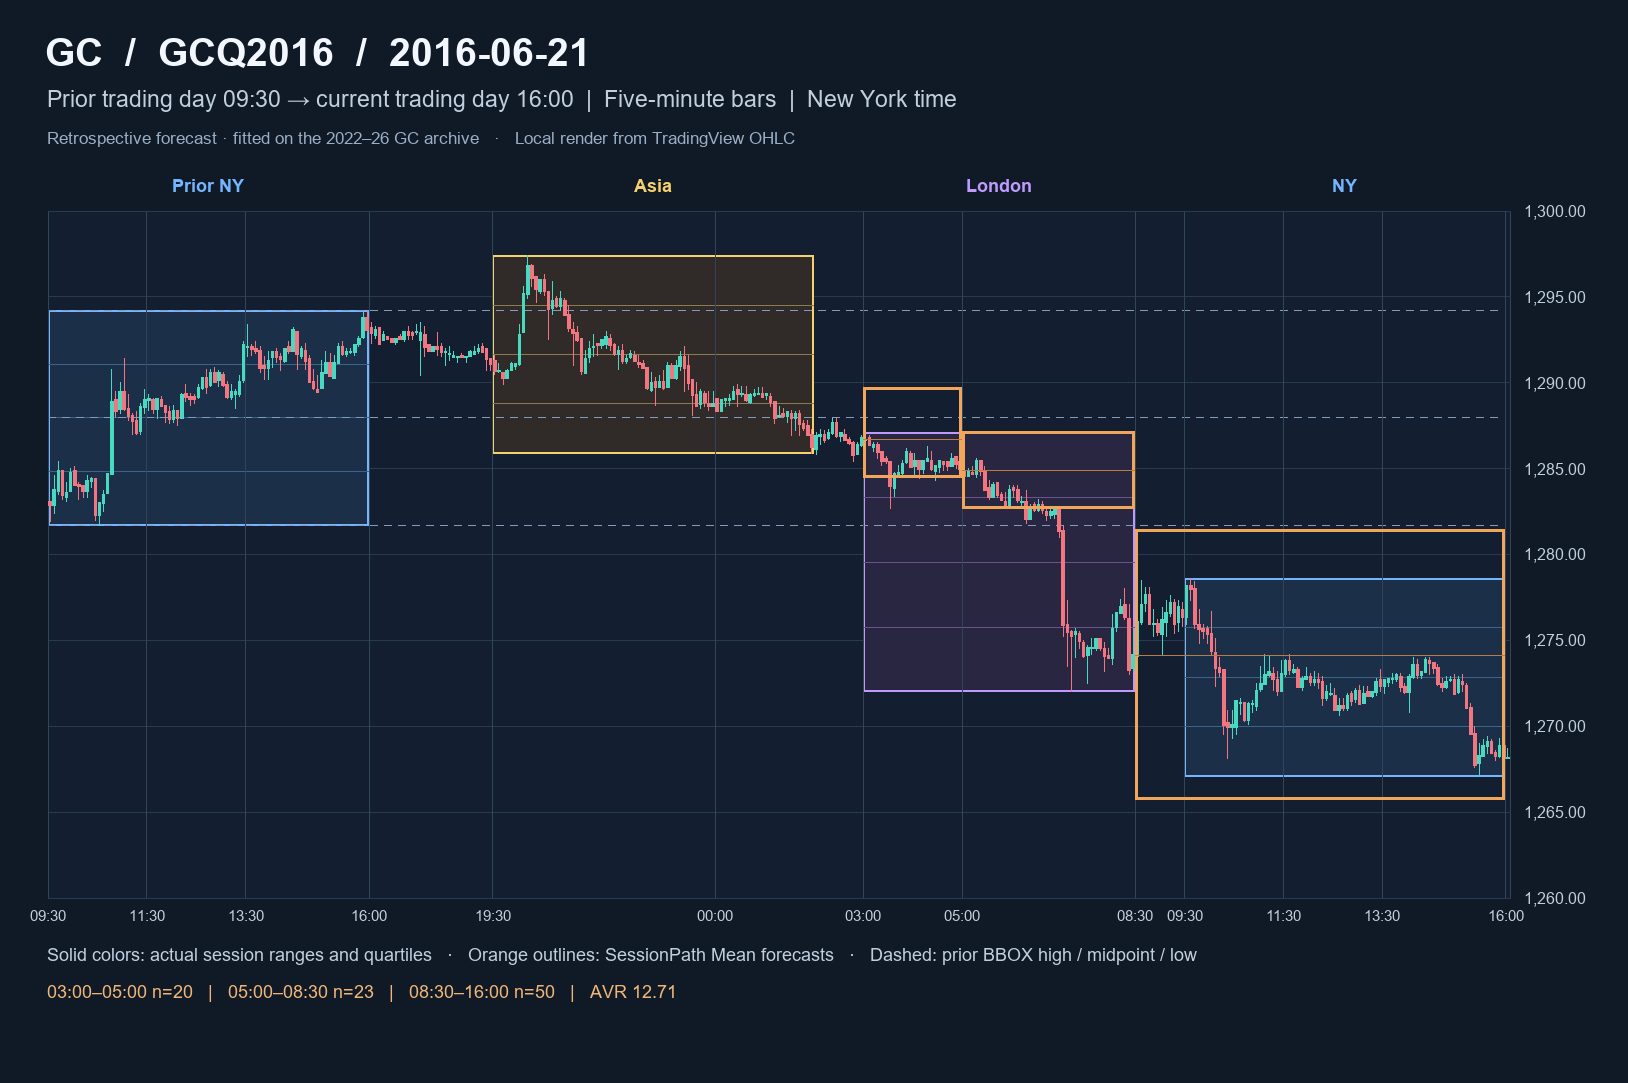 GC / GCQ2016 / 2016-06-21
Prior trading day 09:30 → current trading day 16:00 | Five-minute bars | New York time
Retrospective forecast · fitted on the 2022–26 GC archive · Local render from TradingView OHLC
Prior NY Asia London NY
1,300.00
1,295.00
1,290.00
1,285.00
1,280.00
1,275.00
1,270.00
1,265.00
1,260.00
09:30 11:30 13:30 16:00 19:30 00:00 03:00 05:00 08:30 09:30 11:30 13:30 16:00
Solid colors: actual session ranges and quartiles · Orange outlines: SessionPath Mean forecasts · Dashed: prior BBOX high / midpoint / low
03:00–05:00 n=20 | 05:00–08:30 n=23 | 08:30–16:00 n=50 | AVR 12.71